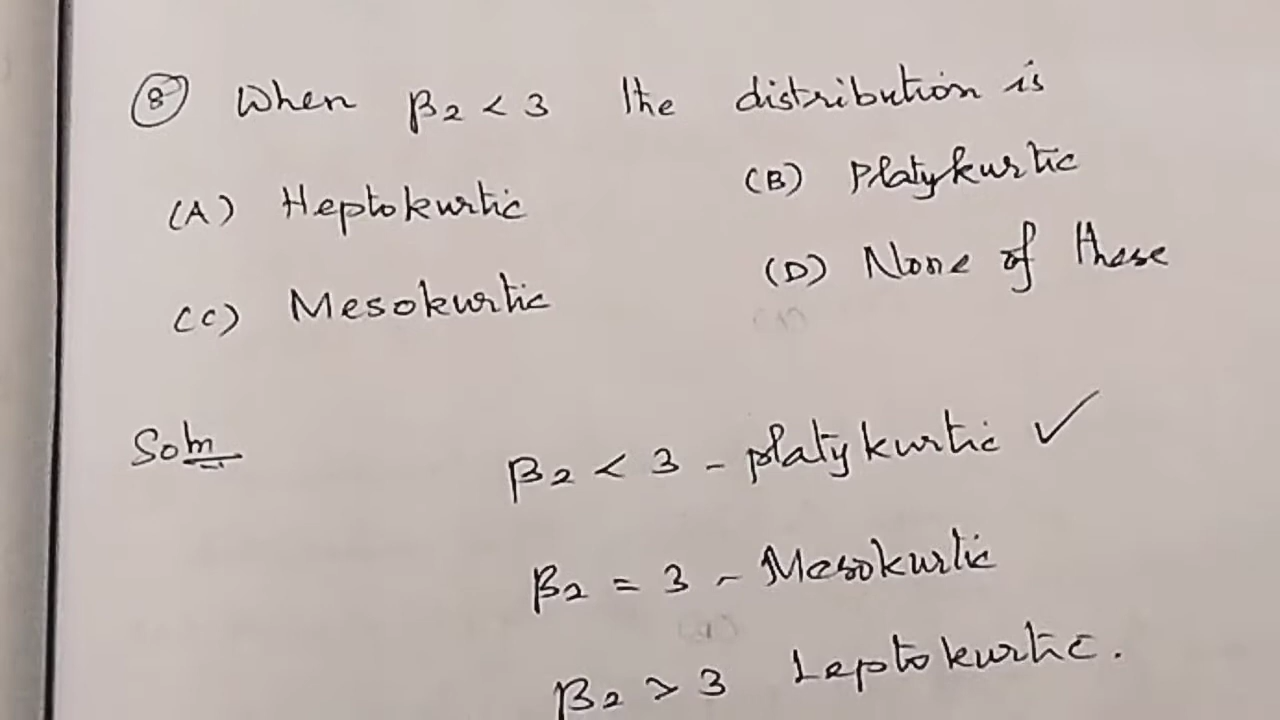 ⑧ When β2 < 3 the distribution is
(A) Heptokurtic (B) Platykurtic
(C) Mesokurtic (D) None of these
Soln
β2 < 3 - platykurtic ✓
β2 = 3 - Mesokurtic
β2 > 3 Leptokurtic.